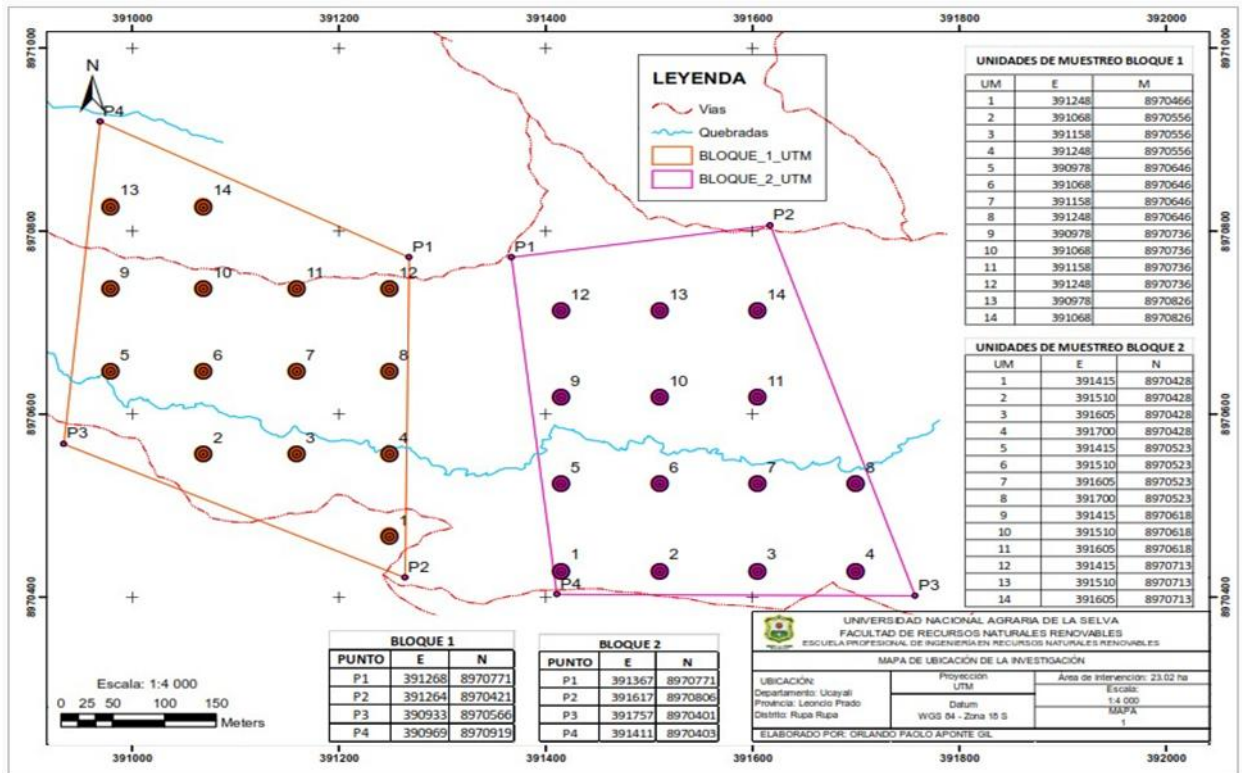 391000 391200 391400 391600 391800 392000
8971000 8971000
8970800 8970800
8970600 8970600
8970400 8970400
N
P4
13 14
P1
9 10 11 12
5 6 7 8
P3
2 3 4
1
P2
P1
P2
12 13 14
9 10 11
5 6 7 8
1 2 3 4
P4
P3
LEYENDA
Vias
Quebradas
BLOQUE_1_UTM
BLOQUE_2_UTM
UNIDADES DE MUESTREO BLOQUE 1
UM E M
1 391248 8970466
2 391068 8970556
3 391158 8970556
4 391248 8970556
5 390978 8970646
6 391068 8970646
7 391158 8970646
8 391248 8970646
9 390978 8970736
10 391068 8970736
11 391158 8970736
12 391248 8970736
13 390978 8970826
14 391068 8970826
UNIDADES DE MUESTREO BLOQUE 2
UM E N
1 391415 8970428
2 391510 8970428
3 391605 8970428
4 391700 8970428
5 391415 8970523
6 391510 8970523
7 391605 8970523
8 391700 8970523
9 391415 8970618
10 391510 8970618
11 391605 8970618
12 391415 8970713
13 391510 8970713
14 391605 8970713
Escala: 1:4 000
0 25 50 100 150
Meters
BLOQUE 1
PUNTO E N
P1 391268 8970771
P2 391264 8970421
P3 390933 8970566
P4 390969 8970919
BLOQUE 2
PUNTO E N
P1 391367 8970771
P2 391617 8970806
P3 391757 8970401
P4 391411 8970403
UNIVERSIDAD NACIONAL AGRARIA DE LA SELVA
FACULTAD DE RECURSOS NATURALES RENOVABLES
ESCUELA PROFESIONAL DE INGENIERÍA EN RECURSOS NATURALES RENOVABLES
MAPA DE UBICACIÓN DE LA INVESTIGACIÓN
UBICACIÓN:
Departamento: Ucayali
Provincia: Leoncio Prado
Distrito: Rupa Rupa
Proyección
UTM
Datum
WGS 84 - Zona 18 S
Área de Intervención: 23.02 ha
Escala:
1:4 000
MAPA
1
ELABORADO POR: ORLANDO PAOLO APONTE GIL
391000 391200 391400 391600 391800 392000